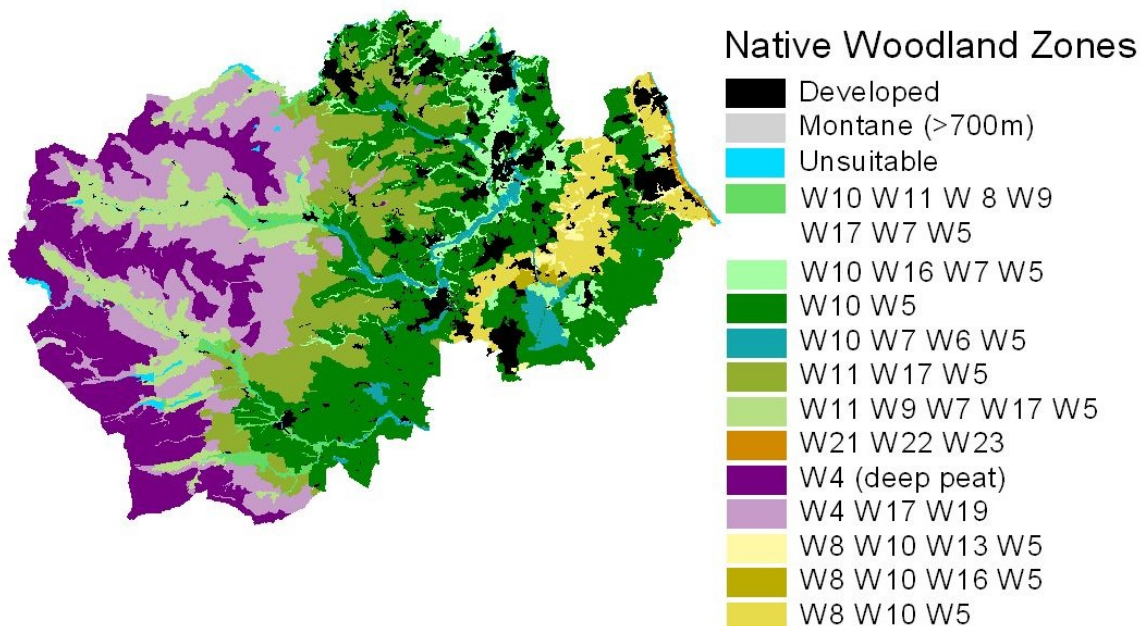 Native Woodland Zones
Developed
Montane (>700m)
Unsuitable
W10 W11 W 8 W9
W17 W7 W5
W10 W16 W7 W5
W10 W5
W10 W7 W6 W5
W11 W17 W5
W11 W9 W7 W17 W5
W21 W22 W23
W4 (deep peat)
W4 W17 W19
W8 W10 W13 W5
W8 W10 W16 W5
W8 W10 W5